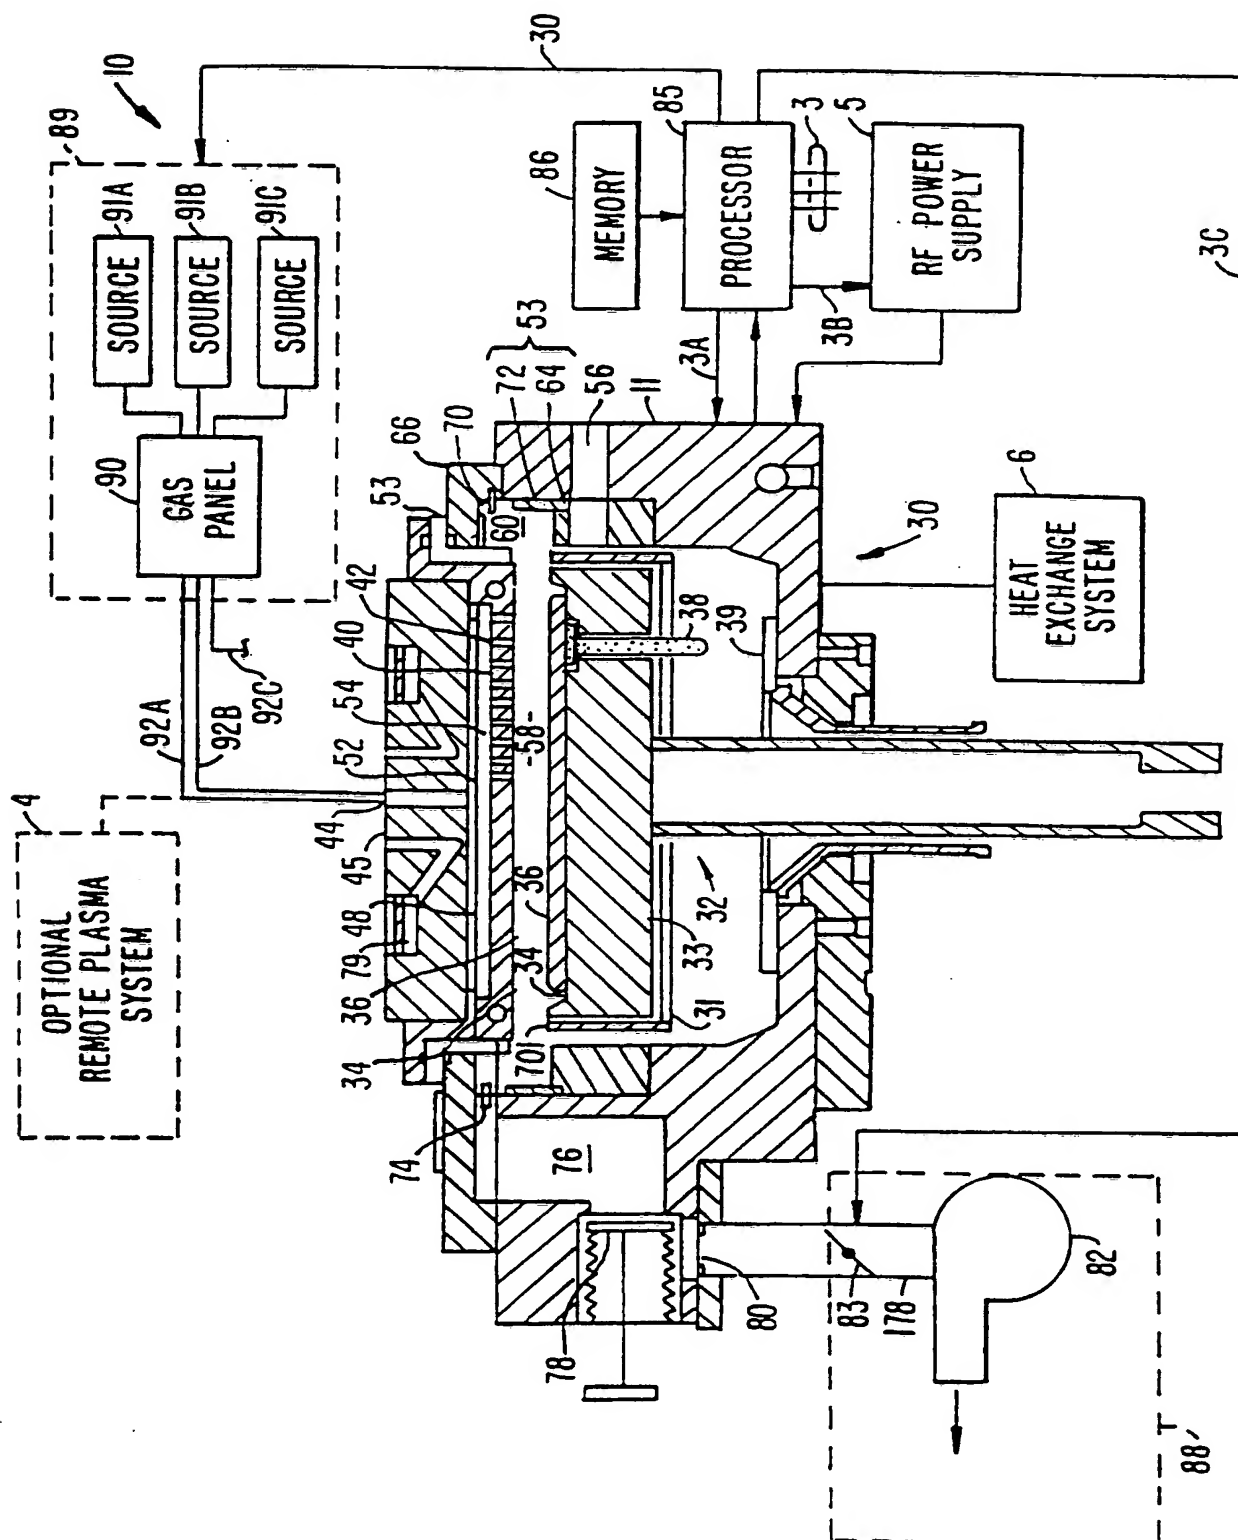 OPTIONAL
REMOTE PLASMA
SYSTEM
4
92A
92B
92C
GAS
PANEL
90
SOURCE
91A
SOURCE
91B
SOURCE
91C
89
10
30
34
36
79
48
45
44
52
54
40
42
53
66
70
60
72
64
53
56
11
-58-
MEMORY
86
PROCESSOR
85
3
3A
3B
RF POWER
SUPPLY
5
3C
74
76
78
80
83
178
82
88'
701
34
36
31
33
32
38
39
30
HEAT
EXCHANGE
SYSTEM
6